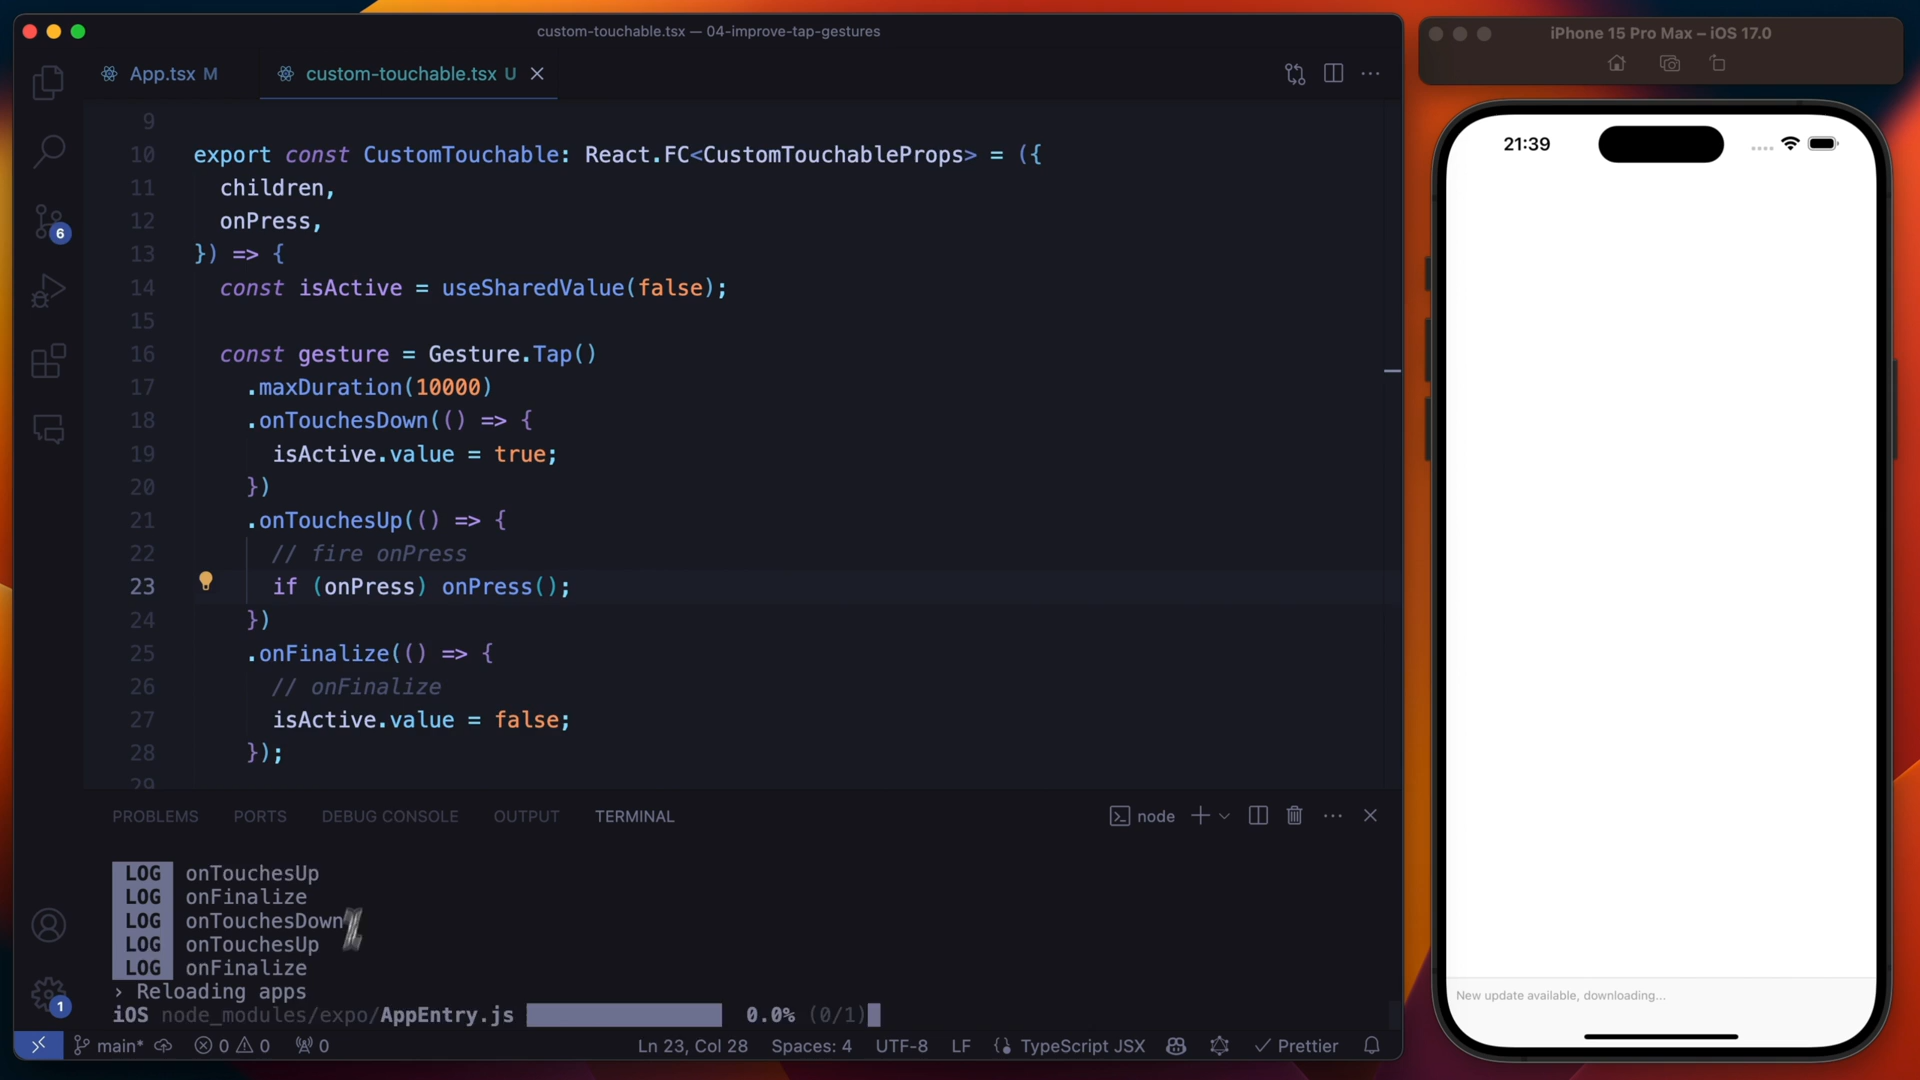 custom-touchable.tsx — 04-improve-tap-gestures
App.tsx M
custom-touchable.tsx U
9
10 export const CustomTouchable: React.FC<CustomTouchableProps> = ({
11 children,
12 onPress,
13 }) => {
14 const isActive = useSharedValue(false);
15
16 const gesture = Gesture.Tap()
17 .maxDuration(10000)
18 .onTouchesDown(() => {
19 isActive.value = true;
20 })
21 .onTouchesUp(() => {
22 // fire onPress
23 if (onPress) onPress();
24 })
25 .onFinalize(() => {
26 // onFinalize
27 isActive.value = false;
28 });
29
6
1
PROBLEMS PORTS DEBUG CONSOLE OUTPUT TERMINAL
node
LOG onTouchesUp
LOG onFinalize
LOG onTouchesDown
LOG onTouchesUp
LOG onFinalize
› Reloading apps
iOS node_modules/expo/AppEntry.js 0.0% (0/1)
main* 0 0 0 Ln 23, Col 28 Spaces: 4 UTF-8 LF TypeScript JSX Prettier
iPhone 15 Pro Max – iOS 17.0
21:39
New update available, downloading...